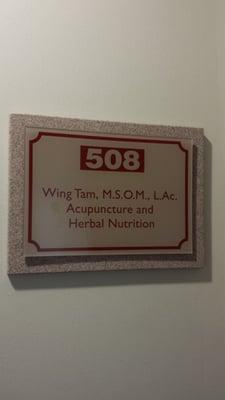 508
Wing Tam, M.S.O.M., L.Ac.
Acupuncture and
Herbal Nutrition